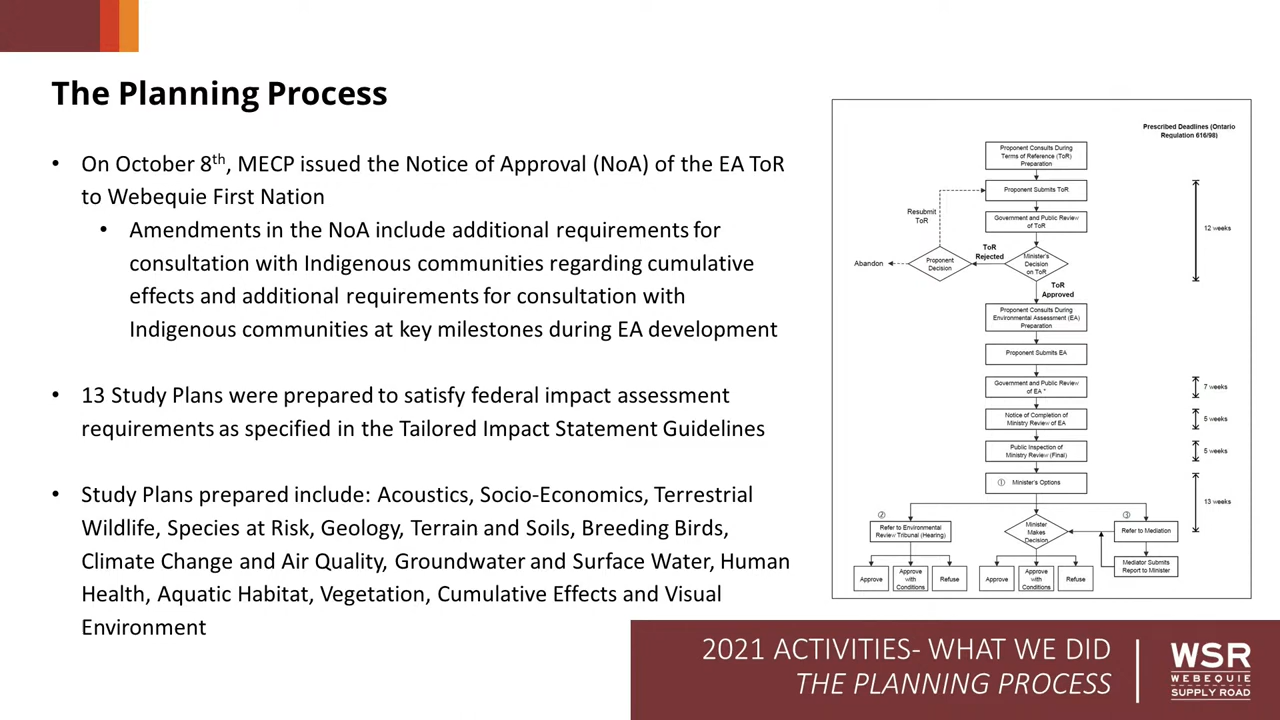 The Planning Process
• On October 8th, MECP issued the Notice of Approval (NoA) of the EA ToR
to Webequie First Nation
• Amendments in the NoA include additional requirements for
consultation with Indigenous communities regarding cumulative
effects and additional requirements for consultation with
Indigenous communities at key milestones during EA development
• 13 Study Plans were prepared to satisfy federal impact assessment
requirements as specified in the Tailored Impact Statement Guidelines
• Study Plans prepared include: Acoustics, Socio-Economics, Terrestrial
Wildlife, Species at Risk, Geology, Terrain and Soils, Breeding Birds,
Climate Change and Air Quality, Groundwater and Surface Water, Human
Health, Aquatic Habitat, Vegetation, Cumulative Effects and Visual
Environment
Prescribed Deadlines (Ontario
Regulation 616/98)
Proponent Consults During
Terms of Reference (ToR)
Preparation
Proponent Submits ToR
Resubmit
ToR
Government and Public Review
of ToR
12 weeks
ToR
Rejected
Abandon
Proponent
Decision
Minister's
Decision
on ToR
ToR
Approved
Proponent Consults During
Environmental Assessment (EA)
Preparation
Proponent Submits EA
Government and Public Review
of EA *
7 weeks
Notice of Completion of
Ministry Review of EA
5 weeks
Public Inspection of
Ministry Review (Final)
5 weeks
① Minister's Options
13 weeks
②
Refer to Environmental
Review Tribunal (Hearing)
Minister
Makes
Decision
③
Refer to Mediation
Mediator Submits
Report to Minister
Approve
Approve
with
Conditions
Refuse
Approve
Approve
with
Conditions
Refuse
2021 ACTIVITIES- WHAT WE DID
THE PLANNING PROCESS
WSR
WEBEQUIE
SUPPLY ROAD